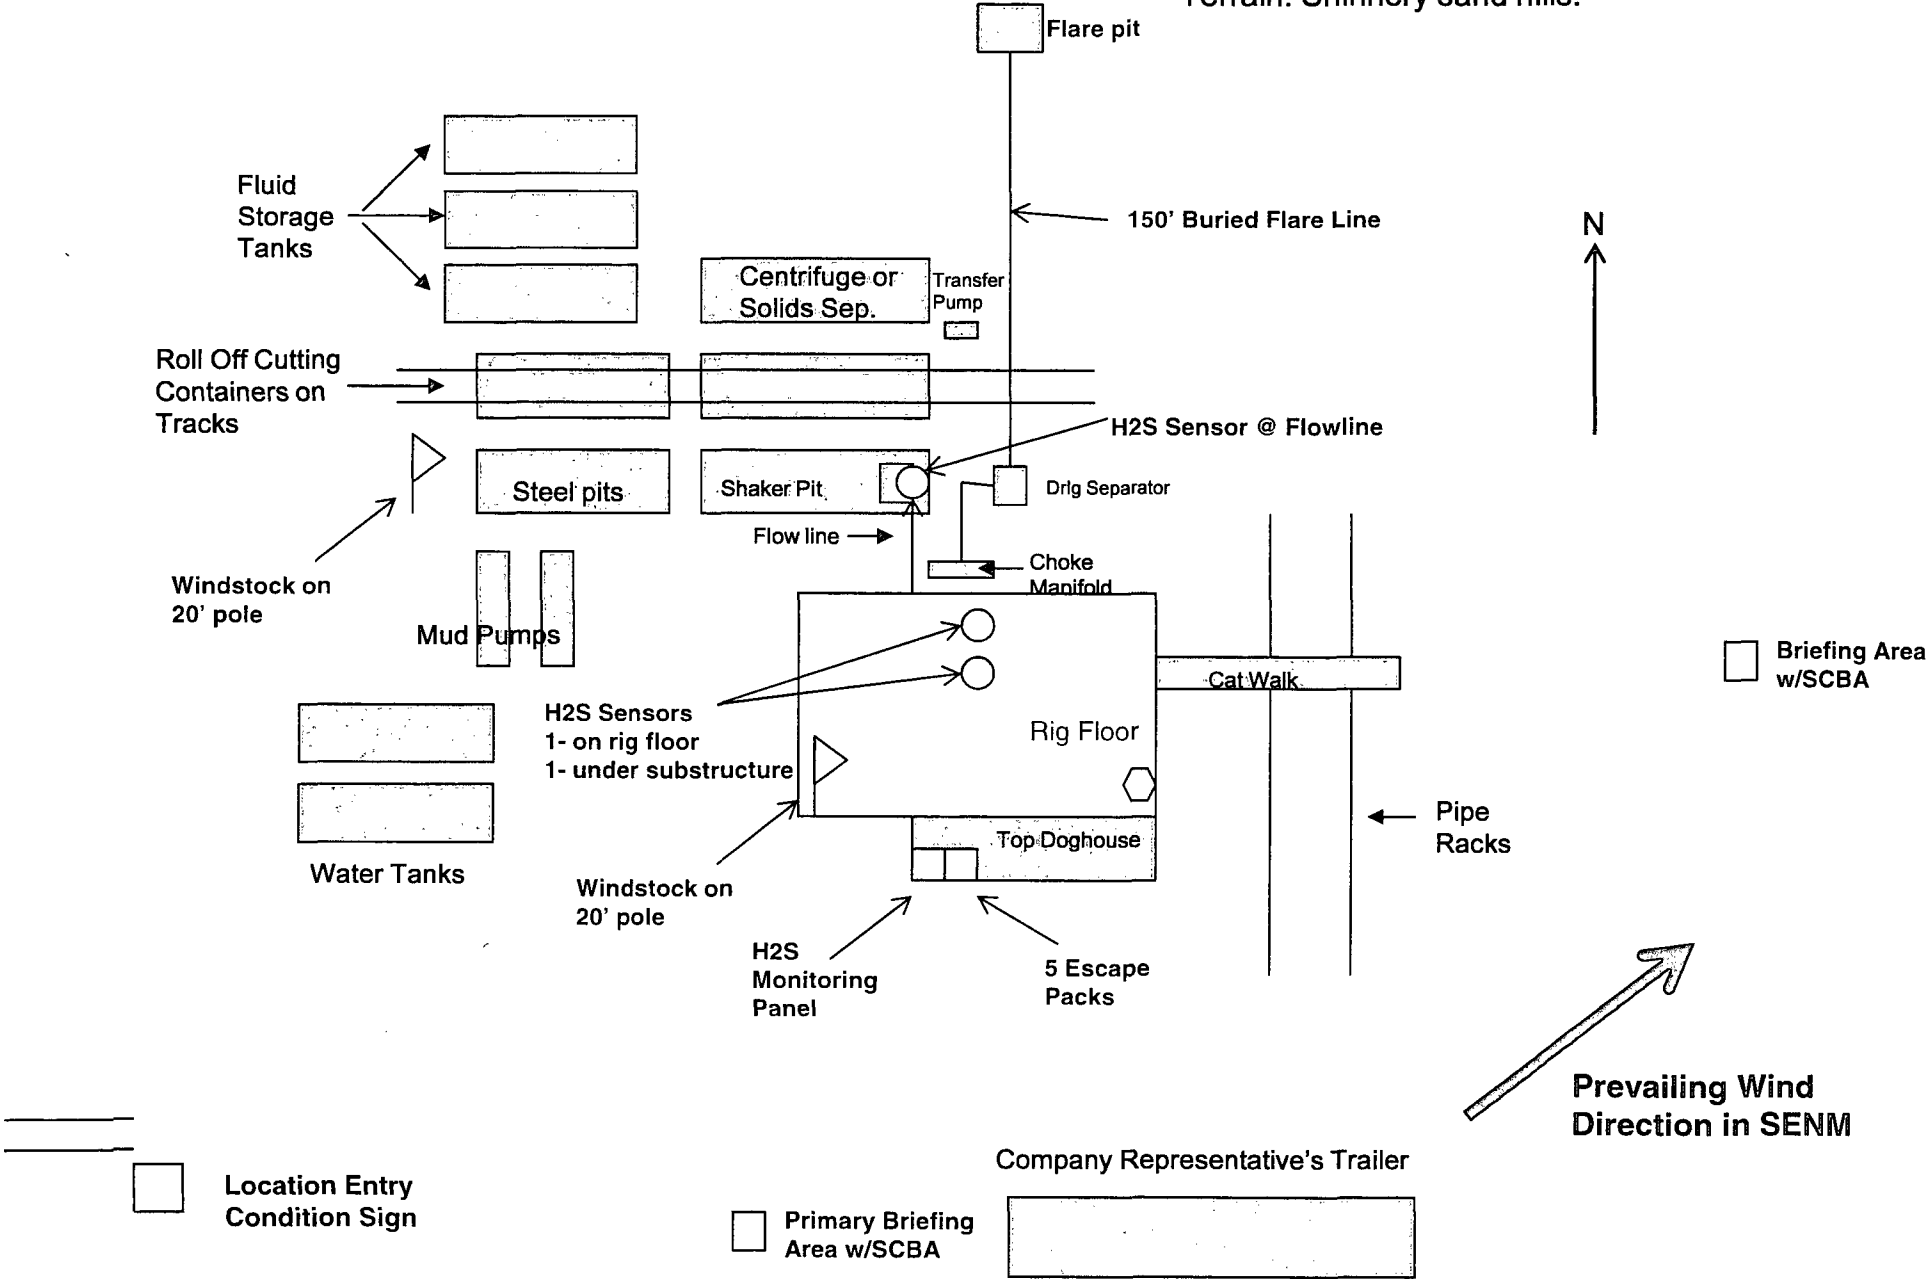 Terrain: Shinnery sand hills.
Flare pit
Fluid
Storage
Tanks
150' Buried Flare Line
N
Centrifuge or
Solids Sep.
Transfer
Pump
Roll Off Cutting
Containers on
Tracks
H2S Sensor @ Flowline
Steel pits
Shaker Pit
Drlg Separator
Flow line
Choke
Manifold
Windstock on
20' pole
Mud Pumps
Briefing Area
w/SCBA
Cat Walk
H2S Sensors
1- on rig floor
1- under substructure
Rig Floor
Pipe
Racks
Top Doghouse
Water Tanks
Windstock on
20' pole
H2S
Monitoring
Panel
5 Escape
Packs
Prevailing Wind
Direction in SENM
Company Representative's Trailer
Location Entry
Condition Sign
Primary Briefing
Area w/SCBA